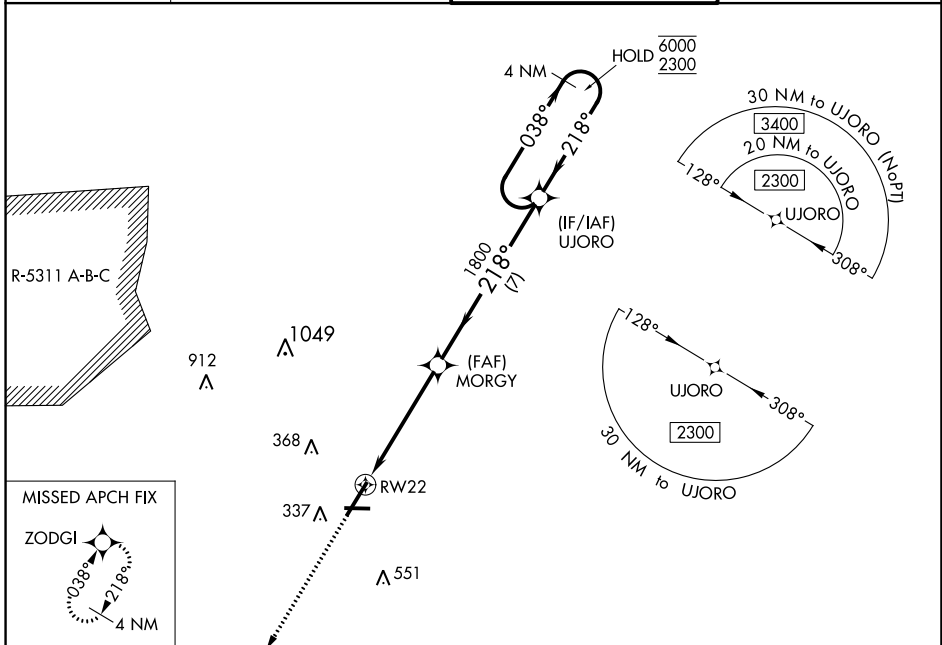 HOLD 6000
2300
4 NM
038°
218°
(IF/IAF)
UJORO
1800
218°
(7)
30 NM to UJORO (NoPT)
3400
20 NM to UJORO
2300
128°
UJORO
308°
R-5311 A-B-C
1049
912
(FAF)
MORGY
128°
UJORO
308°
2300
30 NM to UJORO
368
RW22
337
551
MISSED APCH FIX
ZODGI
038°
218°
4 NM